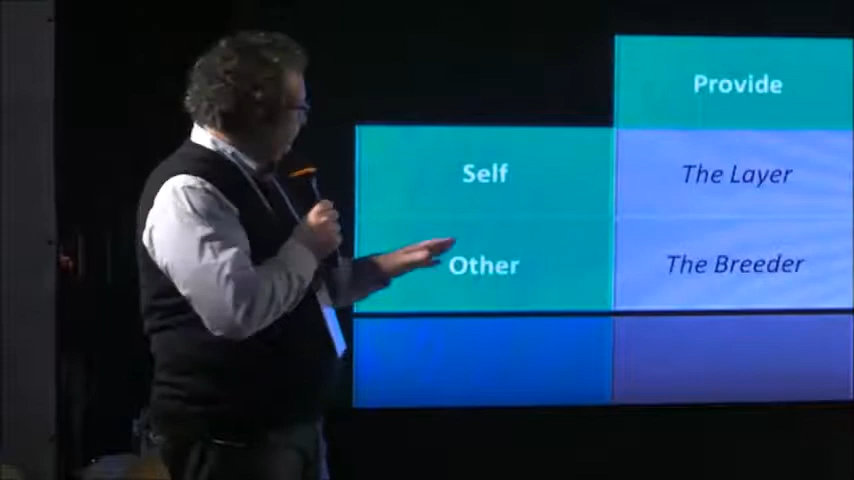 Provide
Self
The Layer
Other
The Breeder